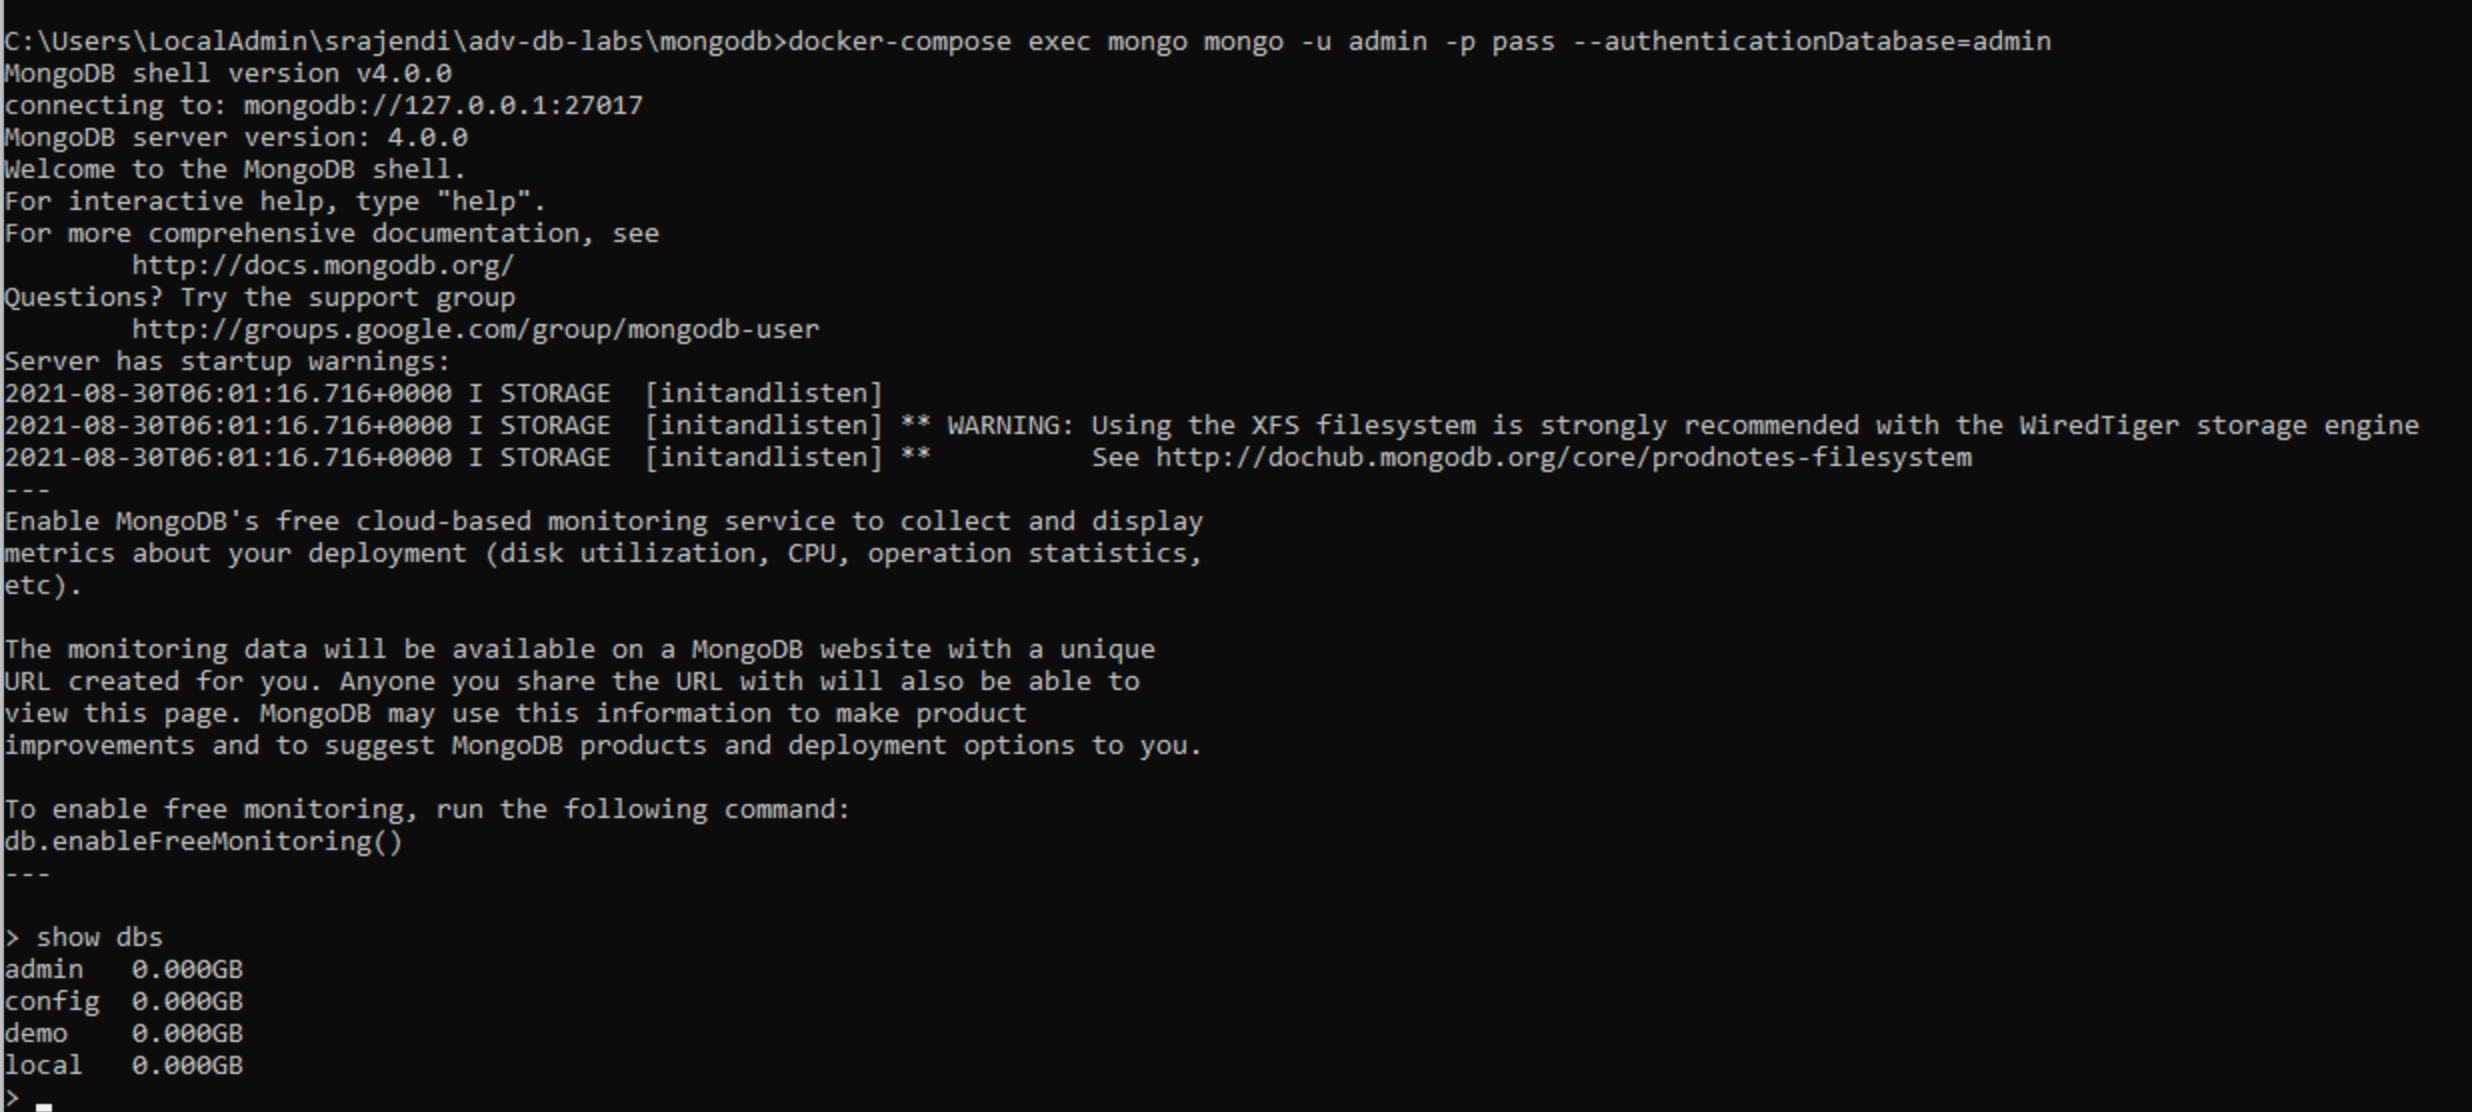 C:\Users\LocalAdmin\srajendi\adv-db-labs\mongodb>docker-compose exec mongo mongo -u admin -p pass --authenticationDatabase=admin
MongoDB shell version v4.0.0
connecting to: mongodb://127.0.0.1:27017
MongoDB server version: 4.0.0
Welcome to the MongoDB shell.
For interactive help, type "help".
For more comprehensive documentation, see
        http://docs.mongodb.org/
Questions? Try the support group
        http://groups.google.com/group/mongodb-user
Server has startup warnings:
2021-08-30T06:01:16.716+0000 I STORAGE  [initandlisten]
2021-08-30T06:01:16.716+0000 I STORAGE  [initandlisten] ** WARNING: Using the XFS filesystem is strongly recommended with the WiredTiger storage engine
2021-08-30T06:01:16.716+0000 I STORAGE  [initandlisten] **          See http://dochub.mongodb.org/core/prodnotes-filesystem
---
Enable MongoDB's free cloud-based monitoring service to collect and display
metrics about your deployment (disk utilization, CPU, operation statistics,
etc).

The monitoring data will be available on a MongoDB website with a unique
URL created for you. Anyone you share the URL with will also be able to
view this page. MongoDB may use this information to make product
improvements and to suggest MongoDB products and deployment options to you.

To enable free monitoring, run the following command:
db.enableFreeMonitoring()
---

> show dbs
admin   0.000GB
config  0.000GB
demo    0.000GB
local   0.000GB
>